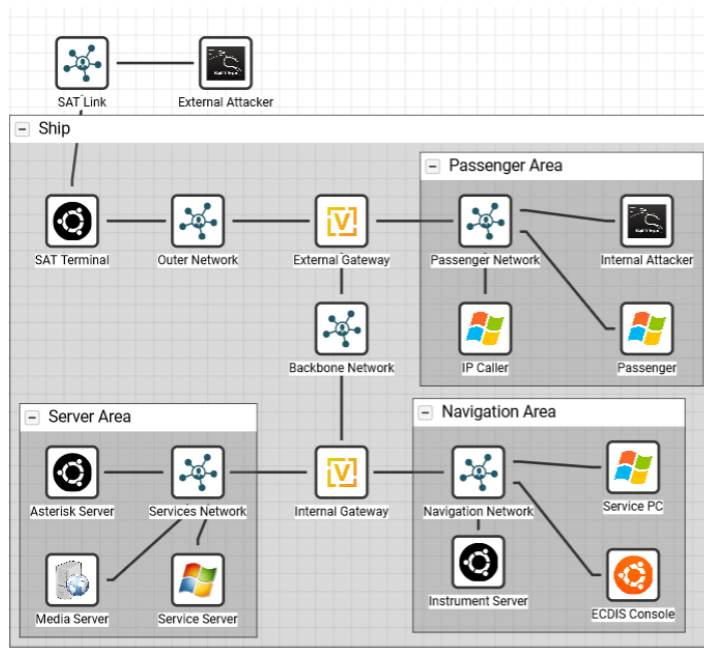 SAT Link
External Attacker
Ship
Passenger Area
SAT Terminal
Outer Network
External Gateway
Passenger Network
Internal Attacker
Backbone Network
IP Caller
Passenger
Server Area
Navigation Area
Asterisk Server
Services Network
Internal Gateway
Navigation Network
Service PC
Media Server
Service Server
Instrument Server
ECDIS Console